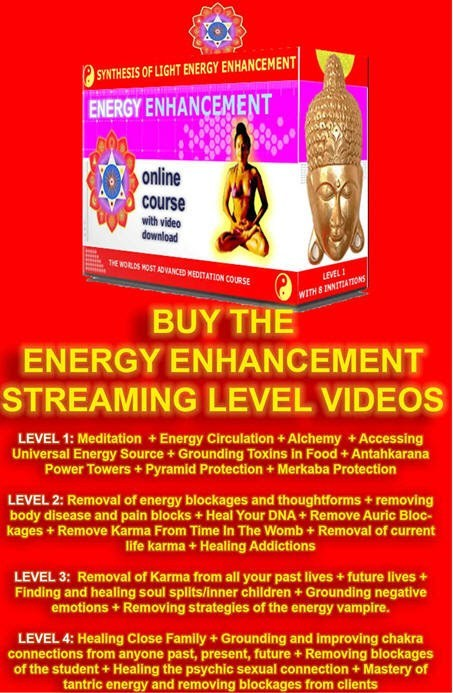 SYNTHESIS OF LIGHT ENERGY ENHANCEMENT
ENERGY ENHANCEMENT
online
course
with video
download
THE WORLDS MOST ADVANCED MEDITATION COURSE
LEVEL 1
WITH 8 INNITIATIONS
BUY THE
ENERGY ENHANCEMENT
STREAMING LEVEL VIDEOS
LEVEL 1: Meditation + Energy Circulation + Alchemy + Accessing
Universal Energy Source + Grounding Toxins in Food + Antahkarana
Power Towers + Pyramid Protection + Merkaba Protection
LEVEL 2: Removal of energy blockages and thoughtforms + removing
body disease and pain blocks + Heal Your DNA + Remove Auric Bloc-
kages + Remove Karma From Time In The Womb + Removal of current
life karma + Healing Addictions
LEVEL 3: Removal of Karma from all your past lives + future lives +
Finding and healing soul splits/inner children + Grounding negative
emotions + Removing strategies of the energy vampire.
LEVEL 4: Healing Close Family + Grounding and improving chakra
connections from anyone past, present, future + Removing blockages
of the student + Healing the psychic sexual connection + Mastery of
tantric energy and removing blockages from clients